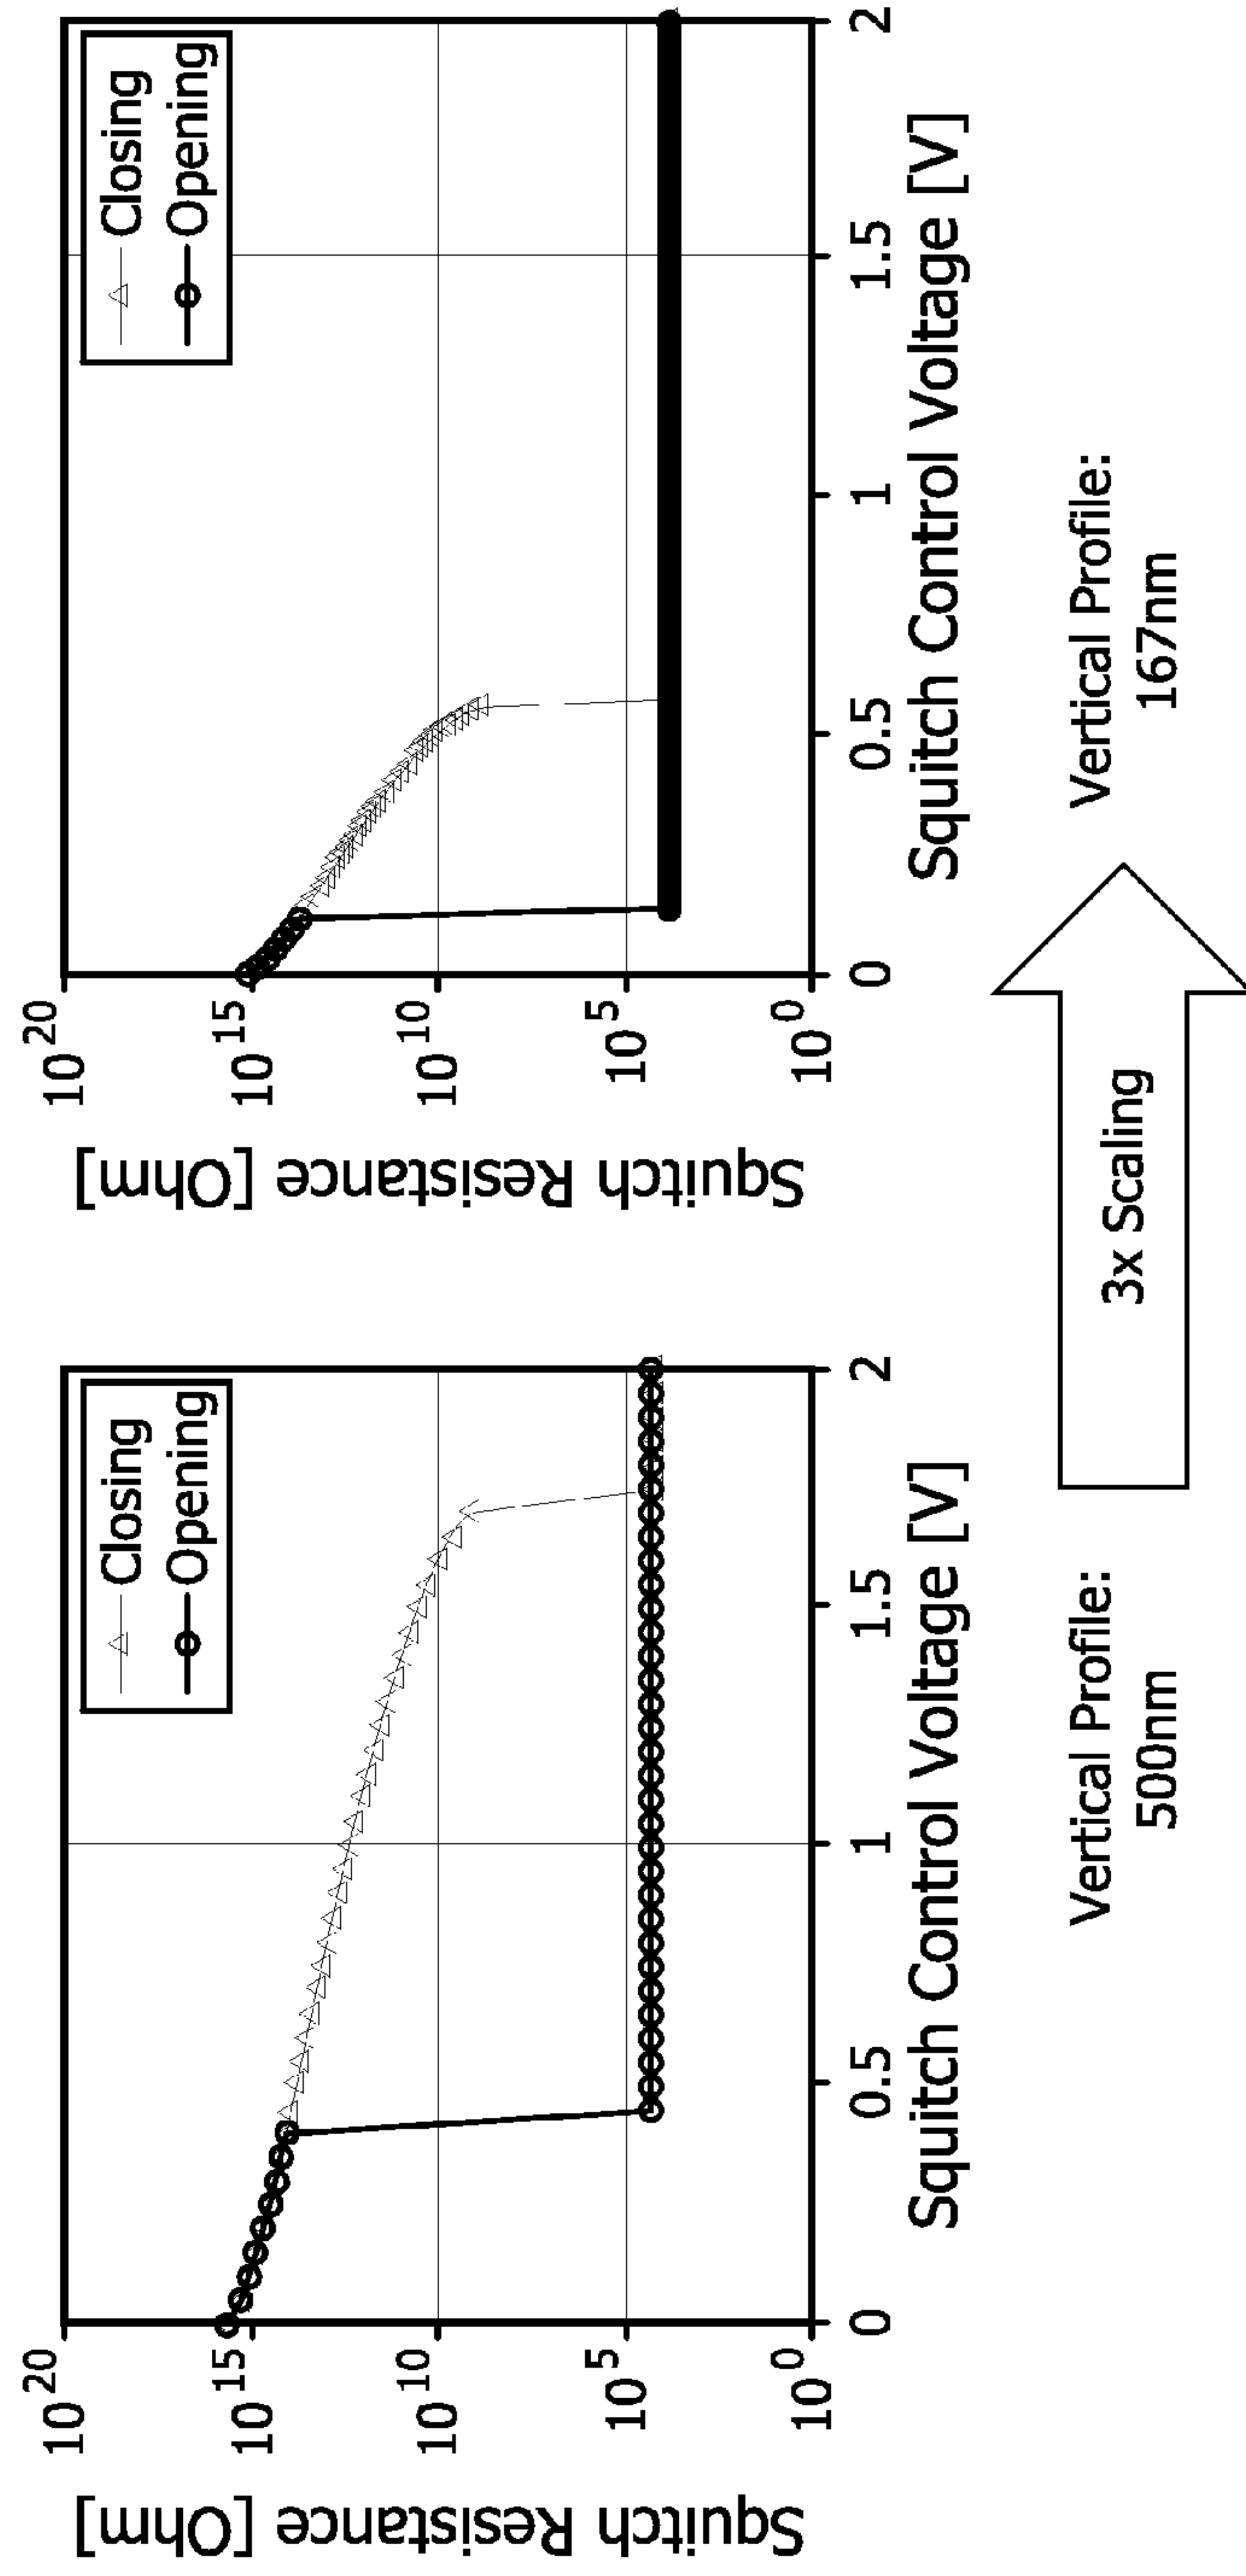 Squitch Resistance [Ohm]
10^20
10^15
10^10
10^5
10^0
Closing
Opening
0
0.5
1
1.5
2
Squitch Control Voltage [V]
Vertical Profile:
500nm
3x Scaling
Squitch Resistance [Ohm]
10^20
10^15
10^10
10^5
10^0
Closing
Opening
0
0.5
1
1.5
2
Squitch Control Voltage [V]
Vertical Profile:
167nm